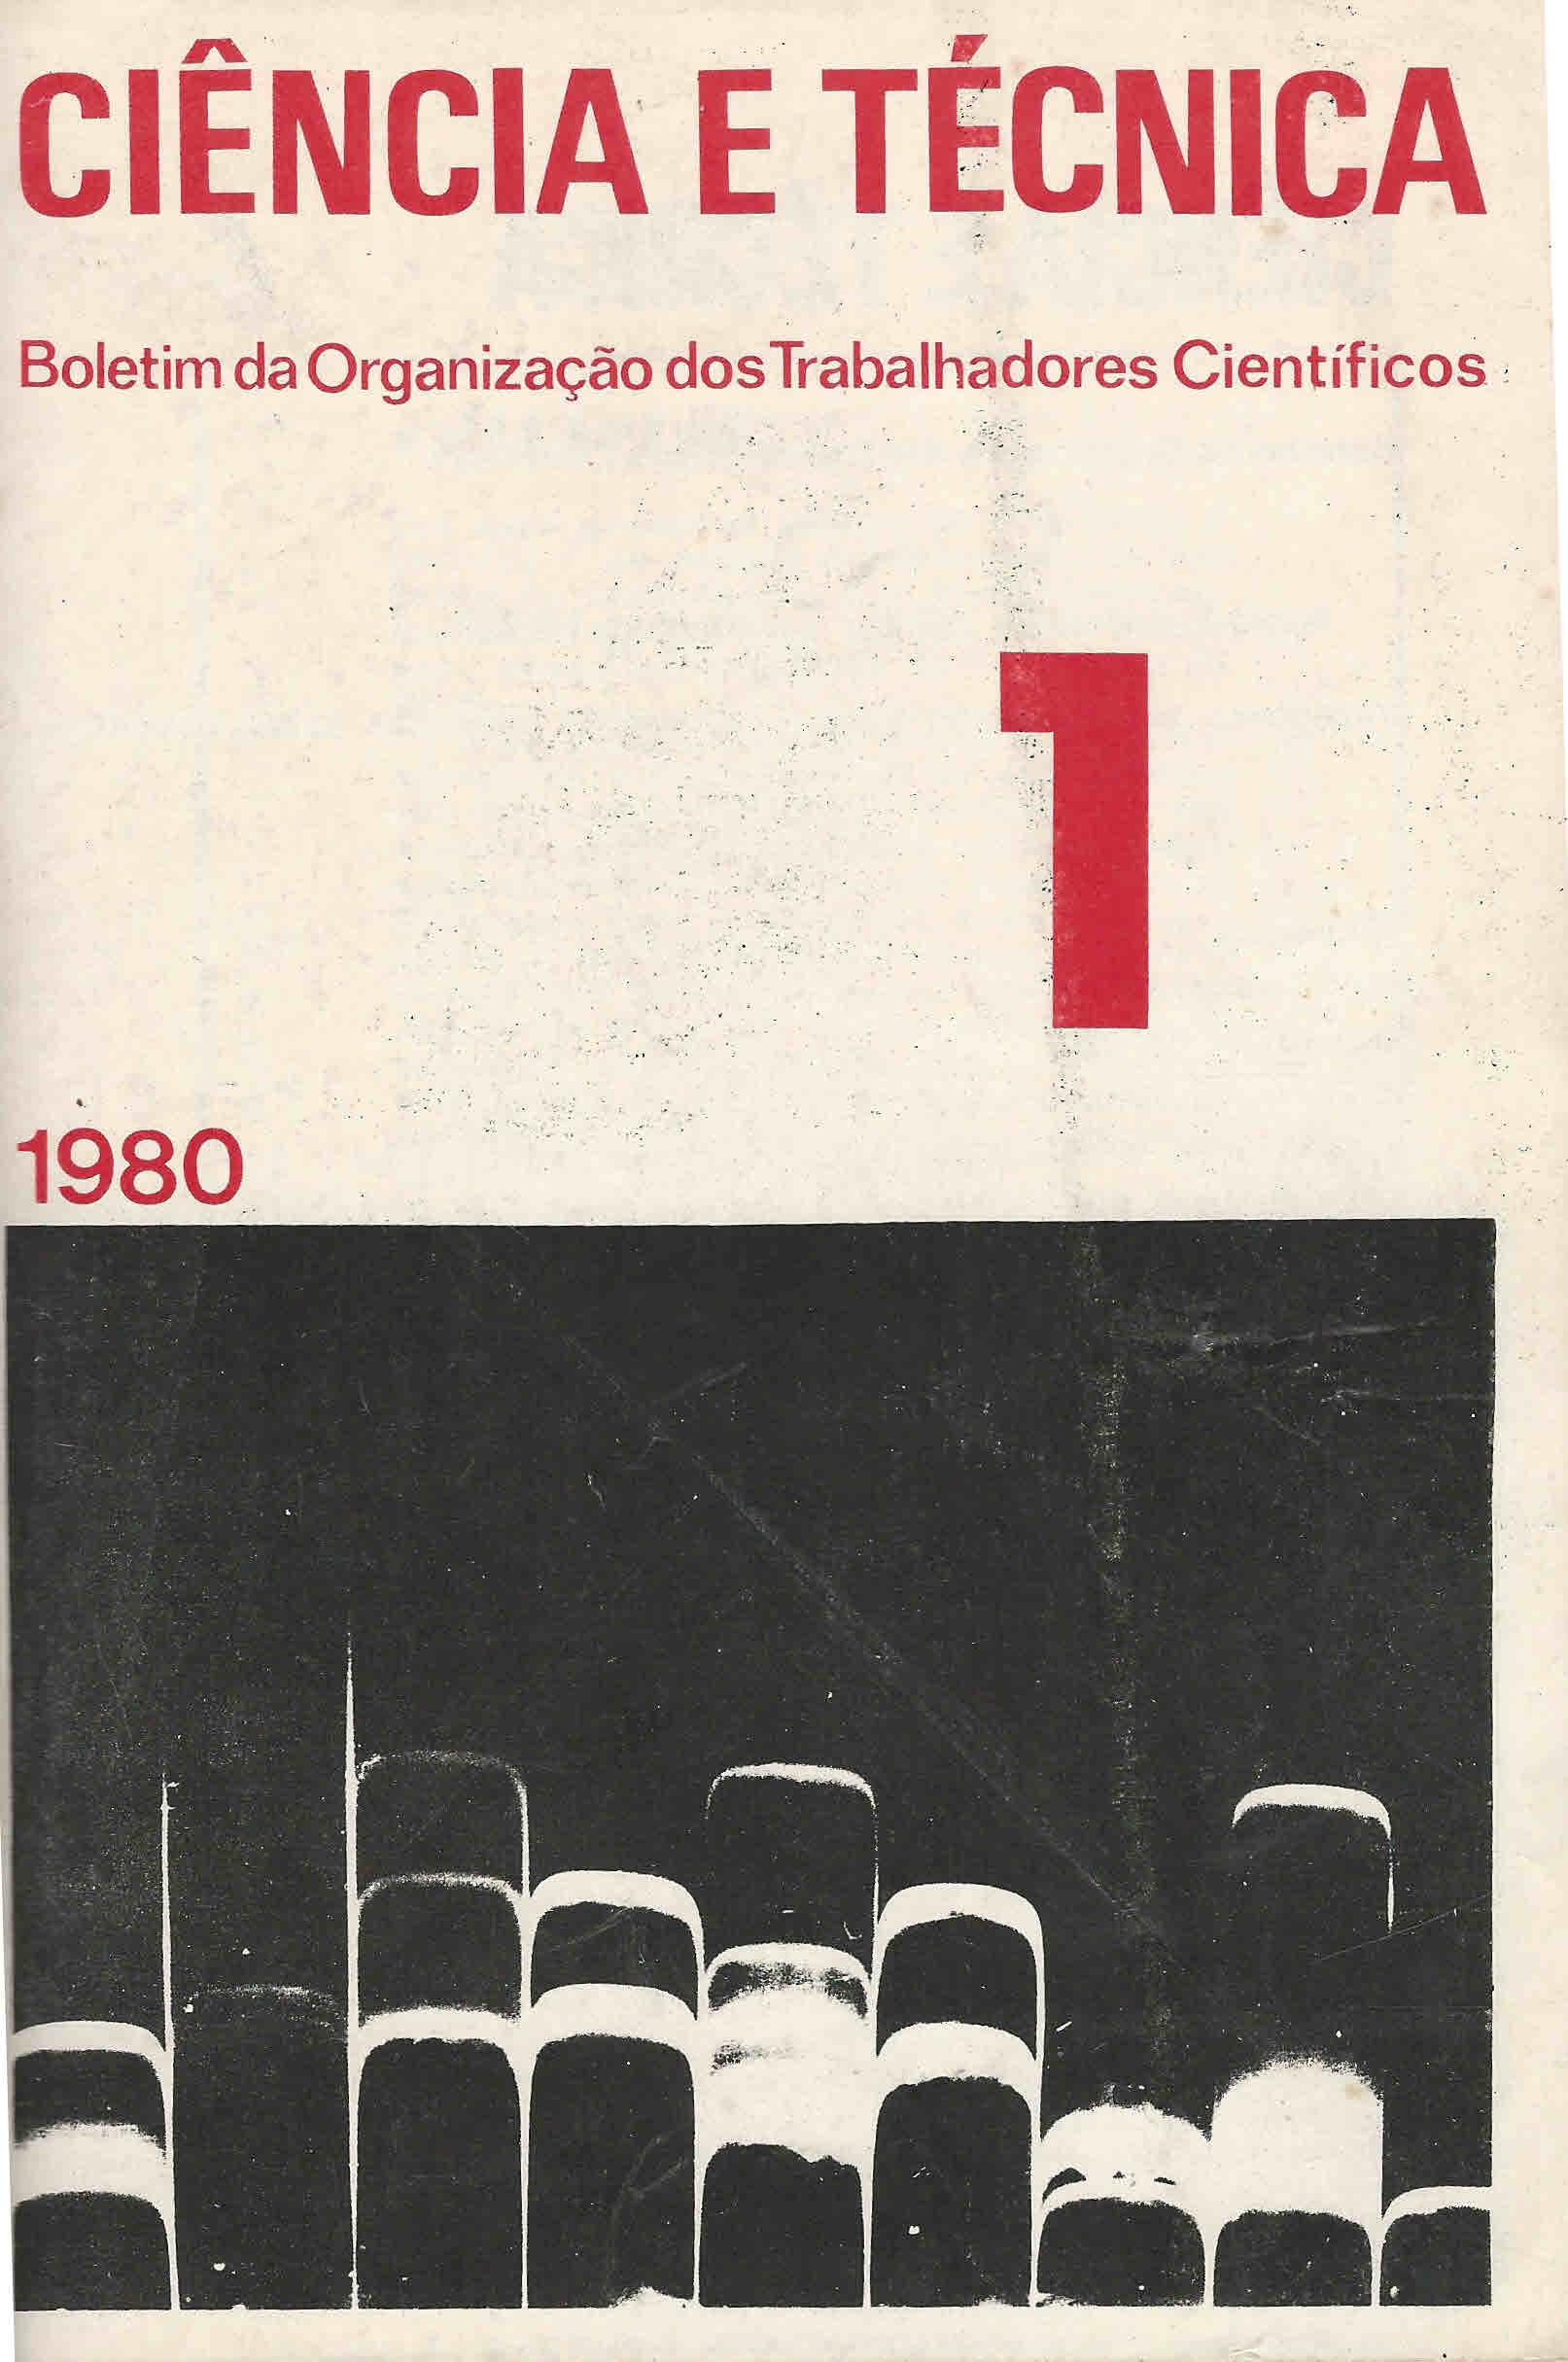 CIÊNCIA E TÉCNICA
Boletim da Organização dos Trabalhadores Científicos
1
1980